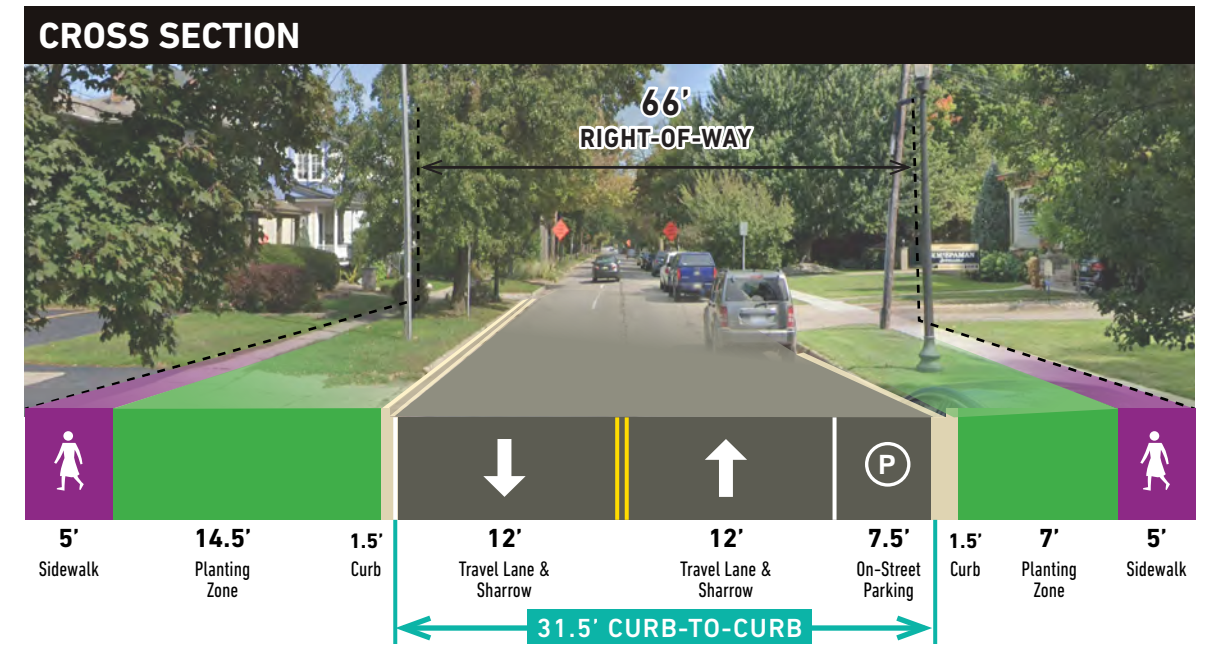 CROSS SECTION
66’
RIGHT-OF-WAY
P
5’
Sidewalk
14.5’
Planting
Zone
1.5’
Curb
12’
Travel Lane &
Sharrow
12’
Travel Lane &
Sharrow
7.5’
On-Street
Parking
1.5’
Curb
7’
Planting
Zone
5’
Sidewalk
31.5’ CURB-TO-CURB